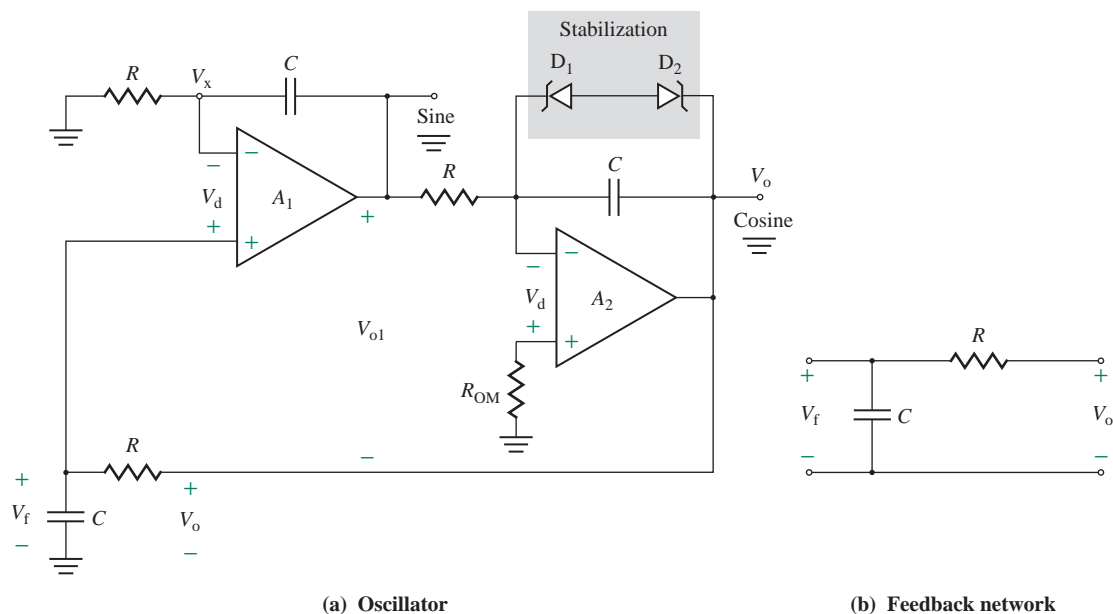 Stabilization
D1 D2
R Vx C
Sine
− Vd + − A1 + +
R C Vo
Cosine
− Vd + − A2 +
Vo1
ROM
R −
+ Vf − C + Vo −
R
+ Vf − C + Vo −
(a) Oscillator (b) Feedback network